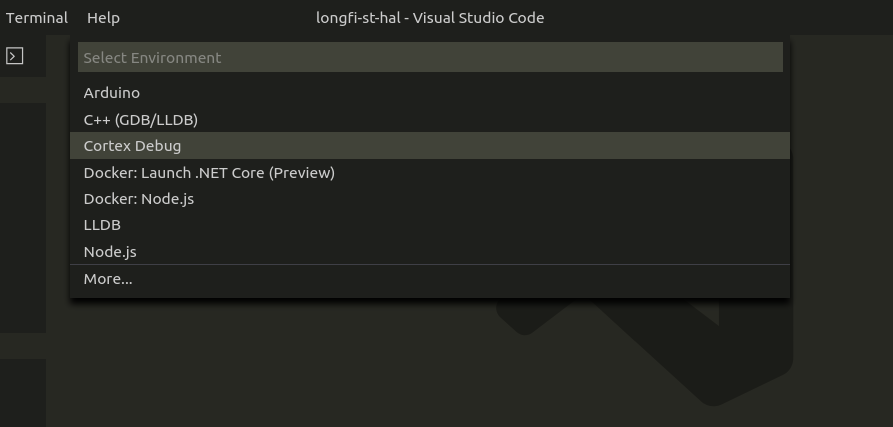 Terminal Help longfi-st-hal - Visual Studio Code
Select Environment
Arduino
C++ (GDB/LLDB)
Cortex Debug
Docker: Launch .NET Core (Preview)
Docker: Node.js
LLDB
Node.js
More...